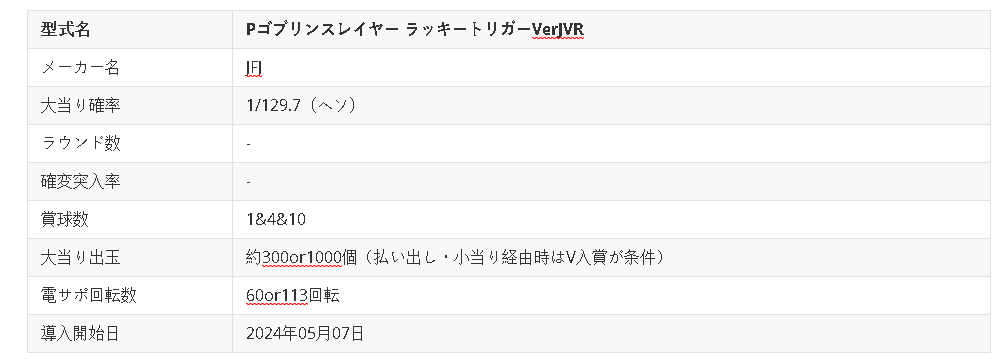 型式名 Pゴブリンスレイヤー ラッキートリガーVerJVR
メーカー名 JFJ
大当り確率 1/129.7（ヘソ）
ラウンド数 -
確変突入率 -
賞球数 1&4&10
大当り出玉 約300or1000個（払い出し・小当り経由時はV入賞が条件）
電サポ回転数 60or113回転
導入開始日 2024年05月07日